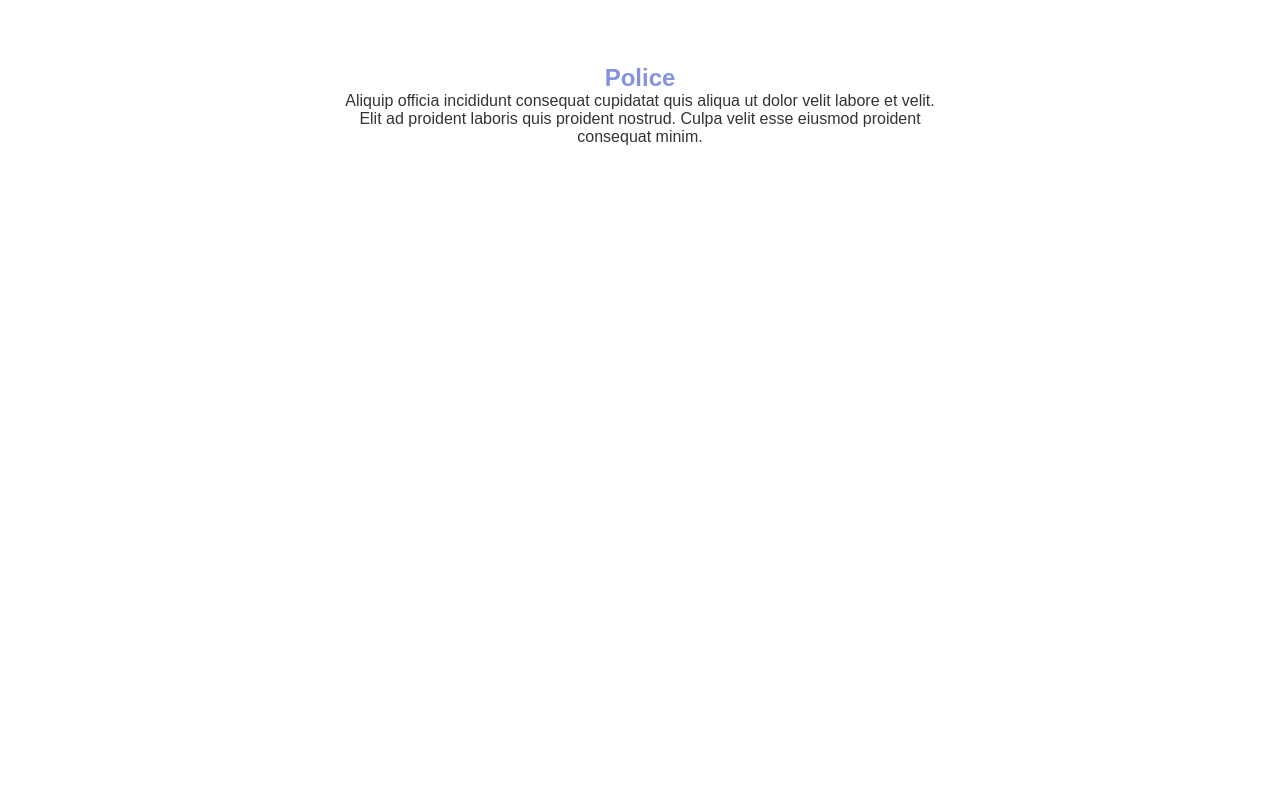 Police
Aliquip officia incididunt consequat cupidatat quis aliqua ut dolor velit labore et velit.
Elit ad proident laboris quis proident nostrud. Culpa velit esse eiusmod proident
consequat minim.